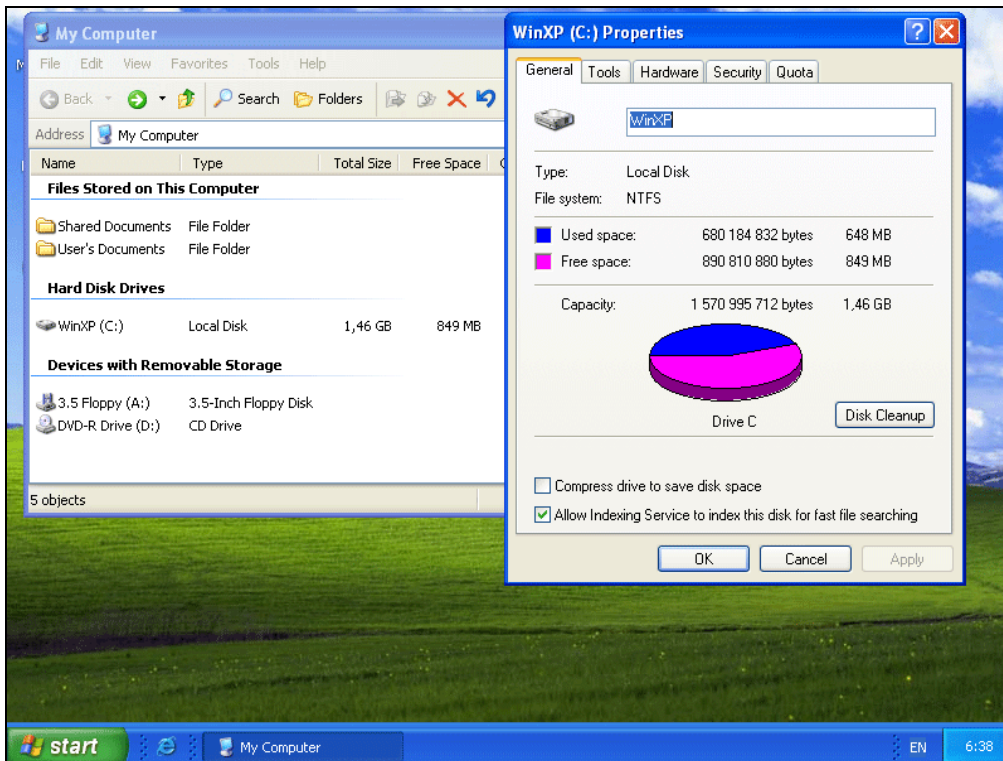 My Computer
File Edit View Favorites Tools Help
Back Search Folders
Address My Computer
Name Type Total Size Free Space
Files Stored on This Computer
Shared Documents File Folder
User's Documents File Folder
Hard Disk Drives
WinXP (C:) Local Disk 1,46 GB 849 MB
Devices with Removable Storage
3.5 Floppy (A:) 3.5-Inch Floppy Disk
DVD-R Drive (D:) CD Drive
5 objects
WinXP (C:) Properties
General Tools Hardware Security Quota
WinXP
Type: Local Disk
File system: NTFS
Used space: 680 184 832 bytes 648 MB
Free space: 890 810 880 bytes 849 MB
Capacity: 1 570 995 712 bytes 1,46 GB
Drive C
Disk Cleanup
Compress drive to save disk space
Allow Indexing Service to index this disk for fast file searching
OK Cancel Apply
start My Computer EN 6:38